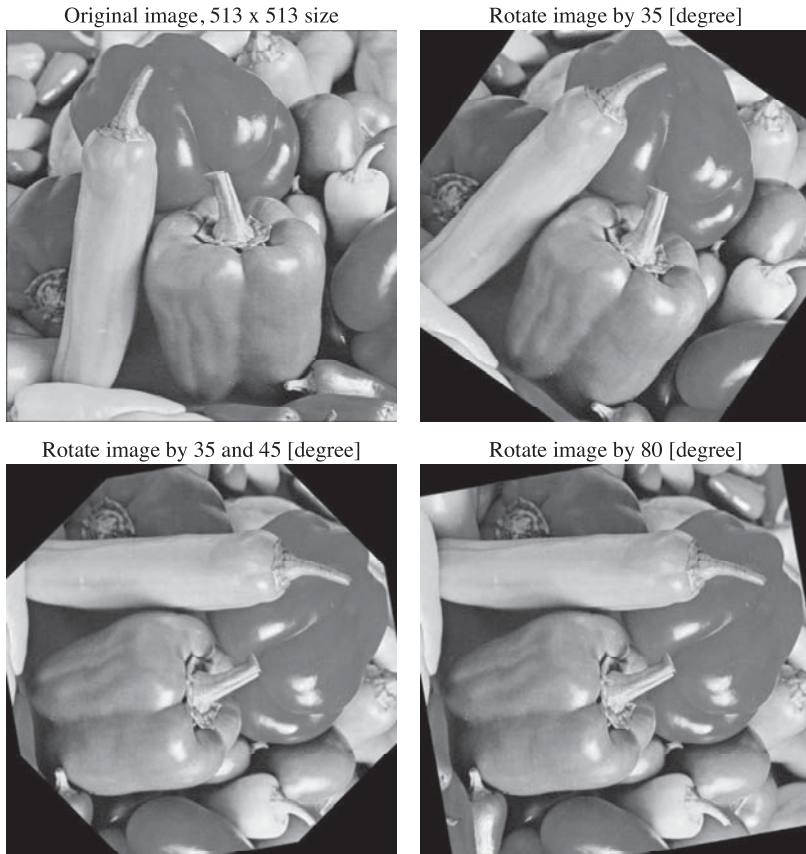 Original image, 513 x 513 size
Rotate image by 35 [degree]
Rotate image by 35 and 45 [degree]
Rotate image by 80 [degree]